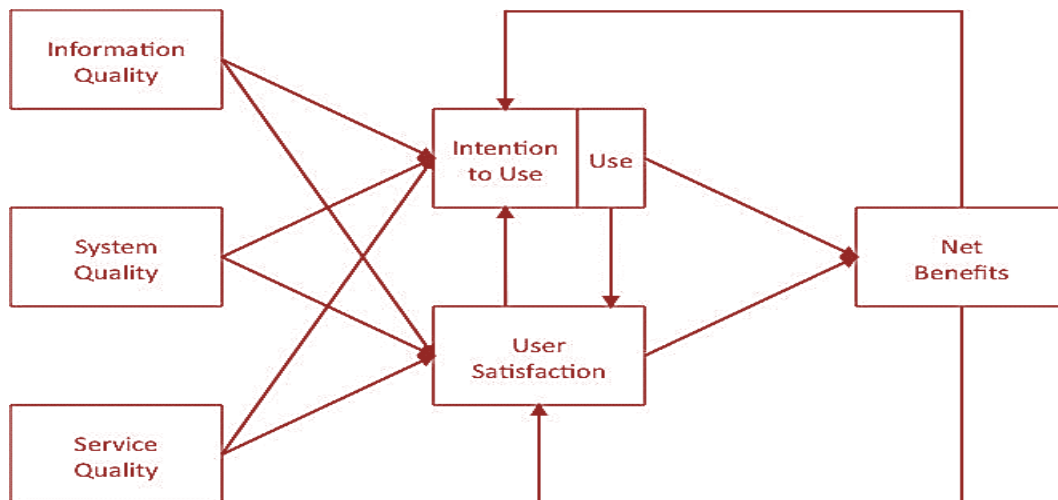 Information
Quality
Intention
to Use
Use
System
Quality
Net
Benefits
User
Satisfaction
Service
Quality